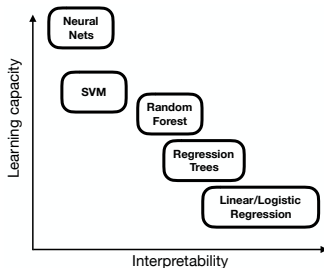 Neural
Nets
SVM
Random
Forest
Regression
Trees
Linear/Logistic
Regression
Learning capacity
Interpretability